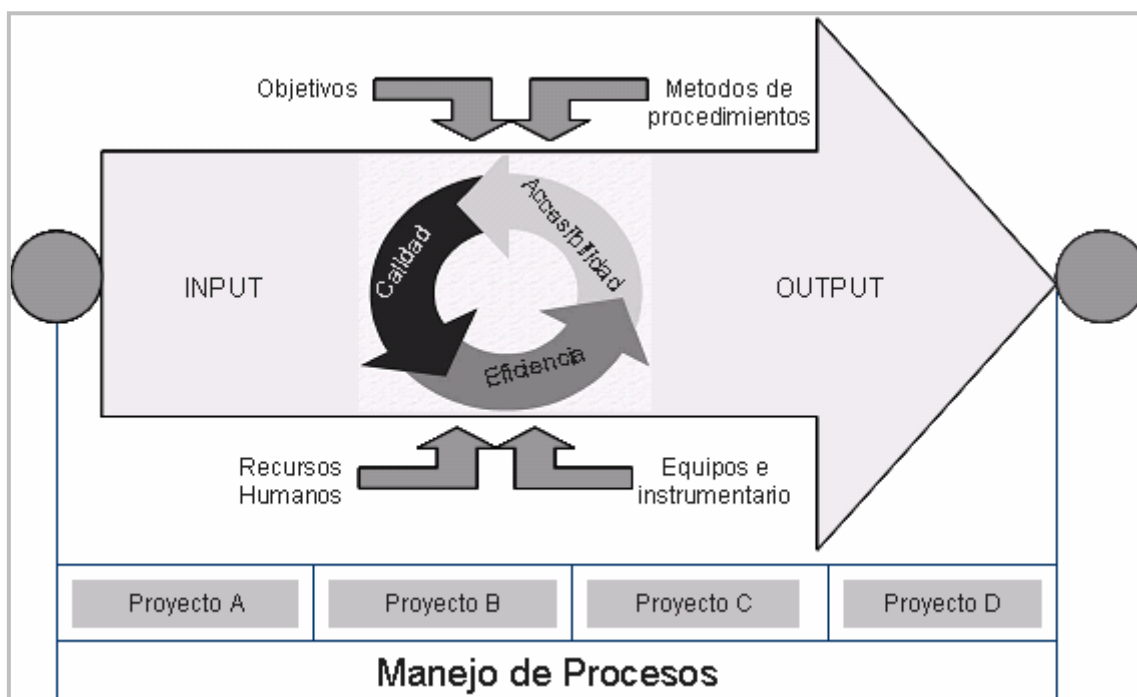 Objetivos
Metodos de
procedimientos
Accesibilidad
Calidad
INPUT
OUTPUT
Eficiencia
Recursos
Humanos
Equipos e
instrumentario
Proyecto A
Proyecto B
Proyecto C
Proyecto D
Manejo de Procesos